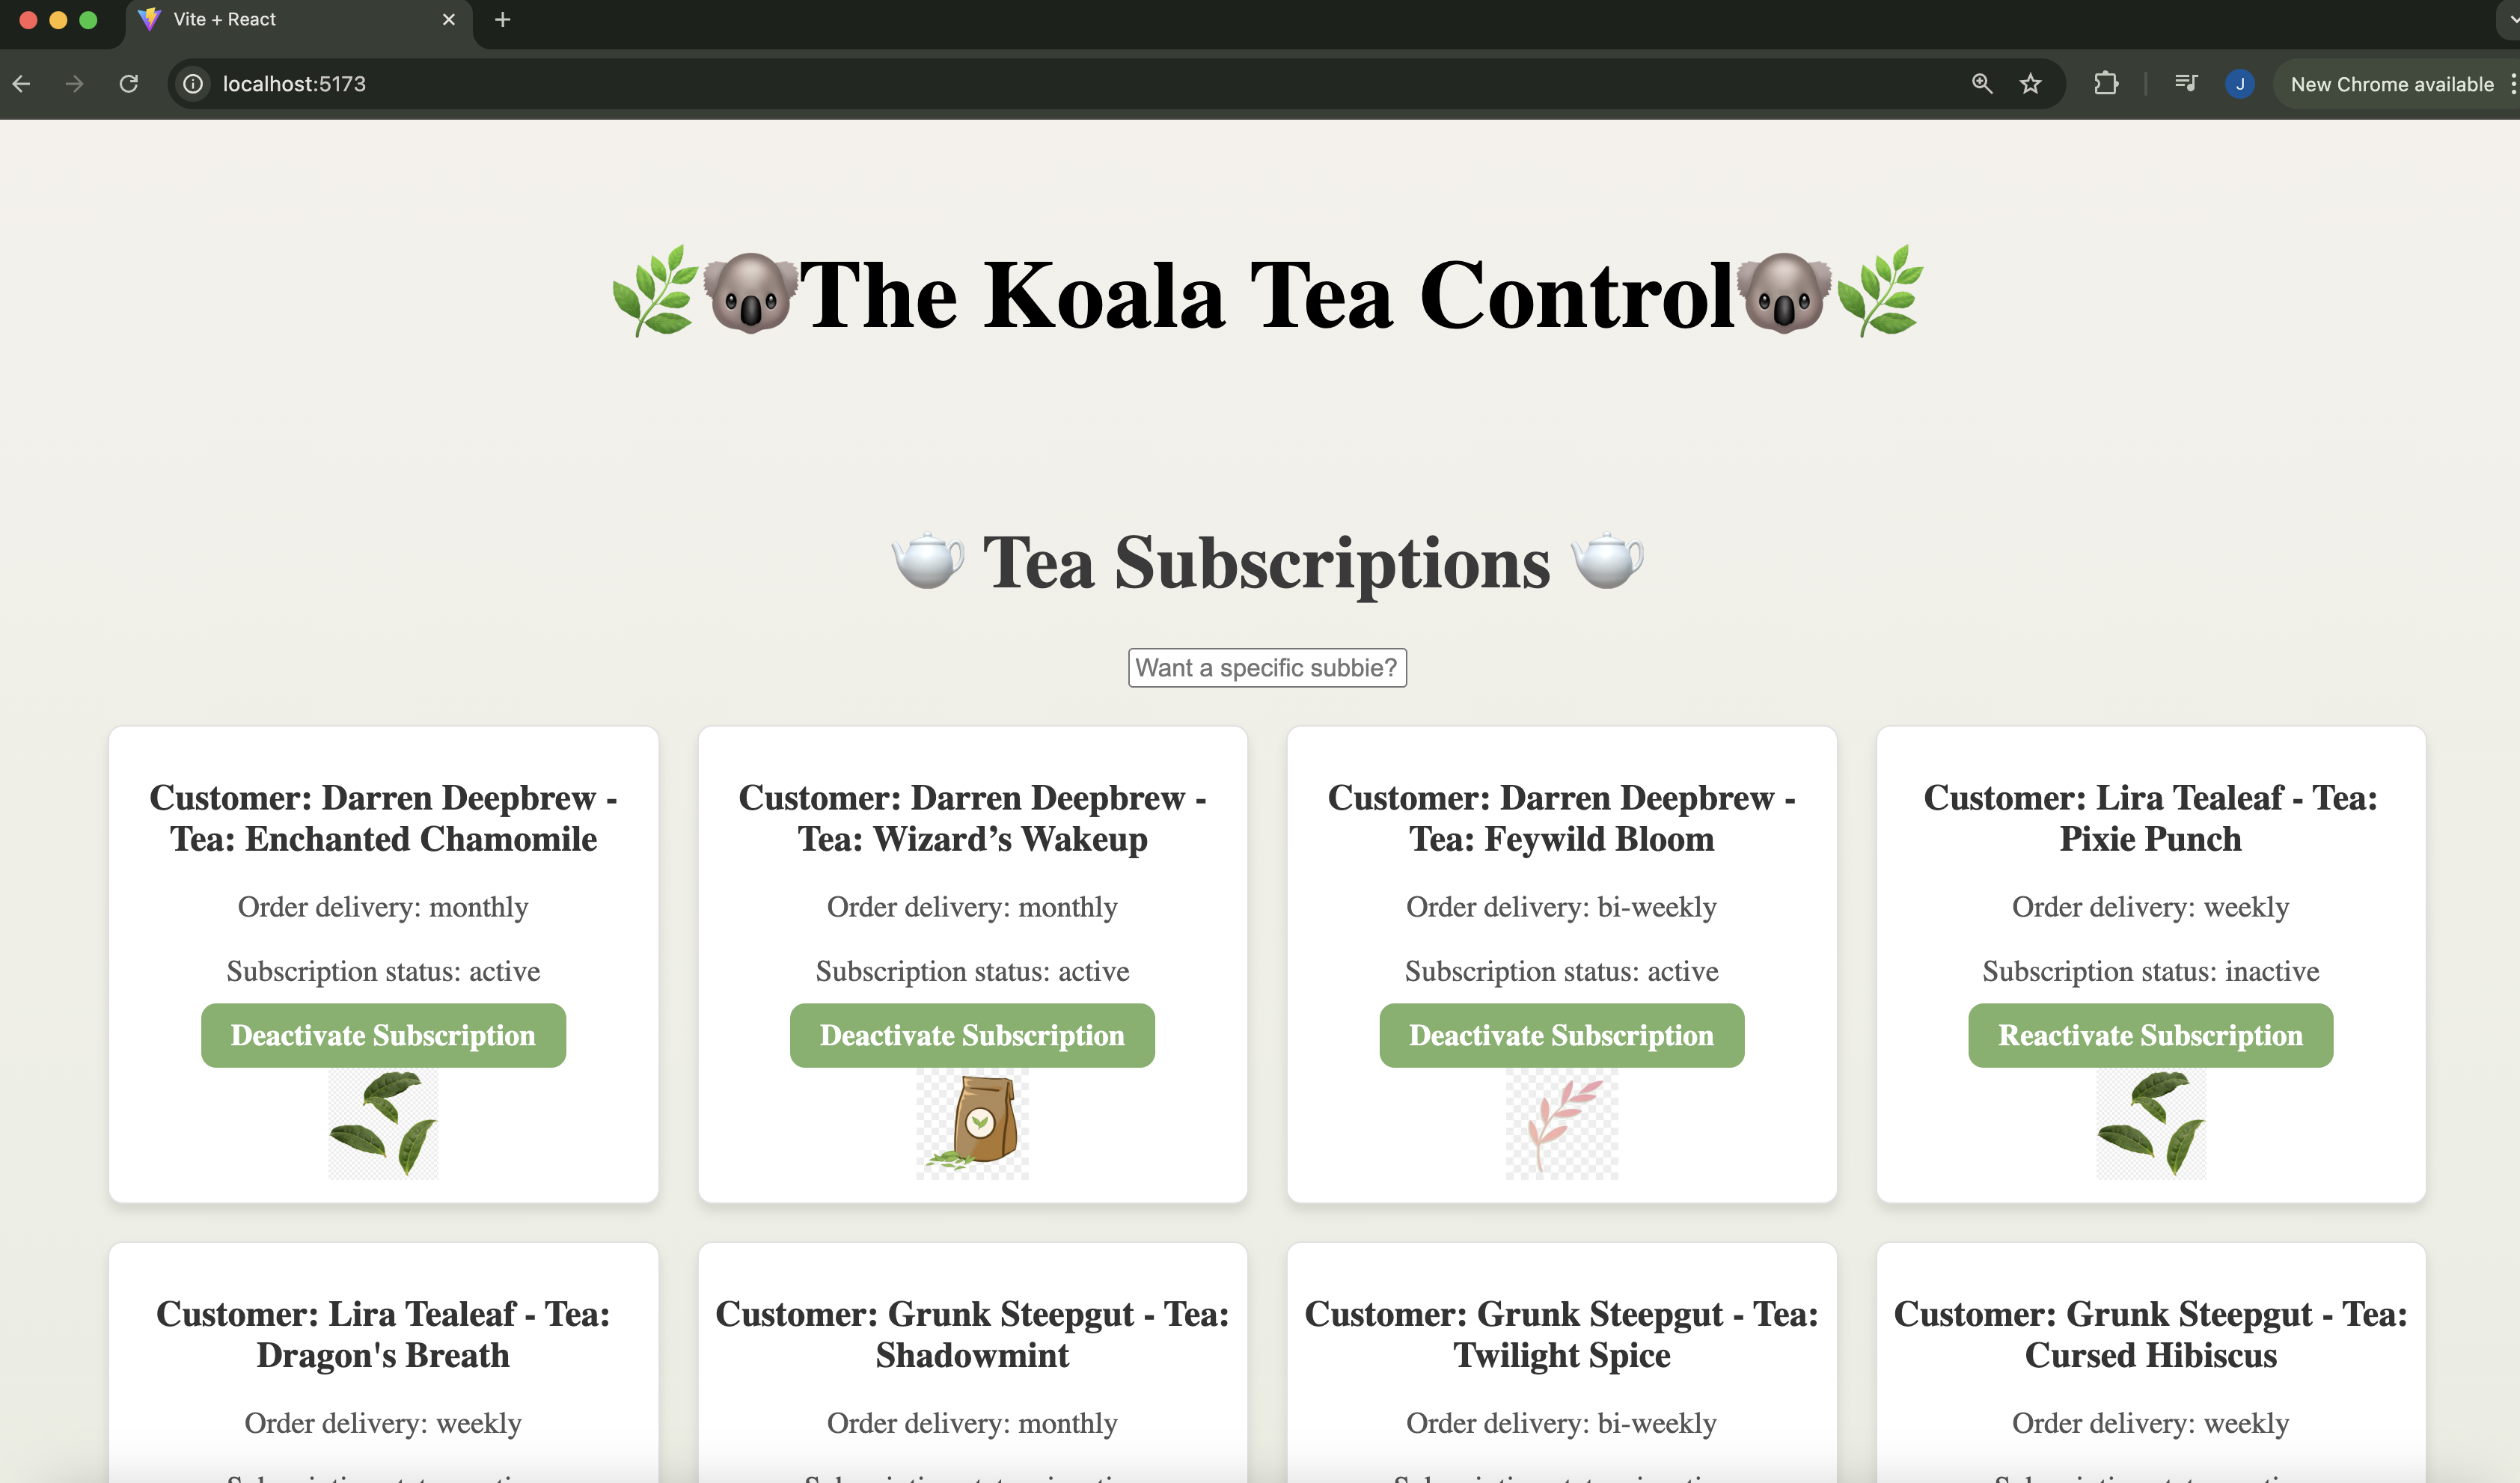 Vite + React
localhost:5173
J
New Chrome available
The Koala Tea Control
Tea Subscriptions
Want a specific subbie?
Customer: Darren Deepbrew -
Tea: Enchanted Chamomile
Order delivery: monthly
Subscription status: active
Deactivate Subscription
Customer: Darren Deepbrew -
Tea: Wizard’s Wakeup
Order delivery: monthly
Subscription status: active
Deactivate Subscription
Customer: Darren Deepbrew -
Tea: Feywild Bloom
Order delivery: bi-weekly
Subscription status: active
Deactivate Subscription
Customer: Lira Tealeaf - Tea:
Pixie Punch
Order delivery: weekly
Subscription status: inactive
Reactivate Subscription
Customer: Lira Tealeaf - Tea:
Dragon's Breath
Order delivery: weekly
Customer: Grunk Steepgut - Tea:
Shadowmint
Order delivery: monthly
Customer: Grunk Steepgut - Tea:
Twilight Spice
Order delivery: bi-weekly
Customer: Grunk Steepgut - Tea:
Cursed Hibiscus
Order delivery: weekly